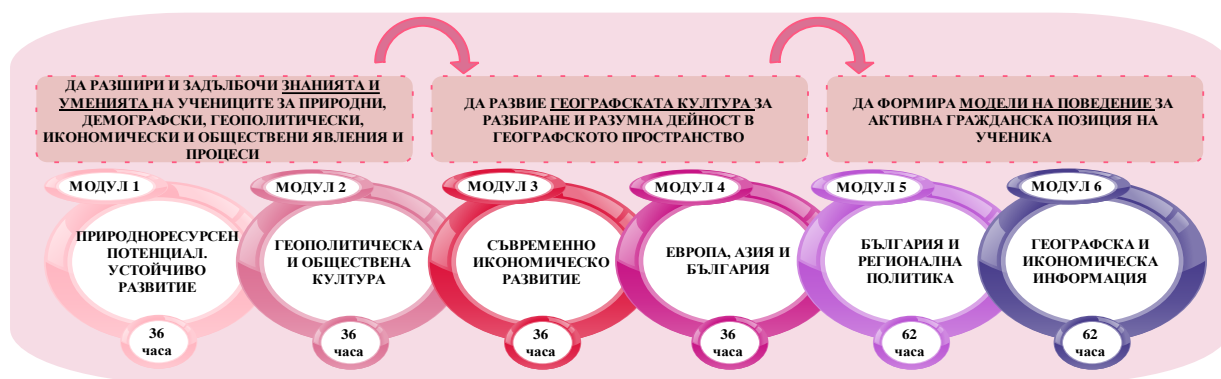 ДА РАЗШИРИ И ЗАДЪЛБОЧИ ЗНАНИЯТА И
УМЕНИЯТА НА УЧЕНИЦИТЕ ЗА ПРИРОДНИ,
ДЕМОГРАФСКИ, ГЕОПОЛИТИЧЕСКИ,
ИКОНОМИЧЕСКИ И ОБЩЕСТВЕНИ ЯВЛЕНИЯ И
ПРОЦЕСИ
ДА РАЗВИЕ ГЕОГРАФСКАТА КУЛТУРА ЗА
РАЗБИРАНЕ И РАЗУМНА ДЕЙНОСТ В
ГЕОГРАФСКОТО ПРОСТРАНСТВО
ДА ФОРМИРА МОДЕЛИ НА ПОВЕДЕНИЕ ЗА
АКТИВНА ГРАЖДАНСКА ПОЗИЦИЯ НА
УЧЕНИКА
МОДУЛ 1
ПРИРОДНОРЕСУРСЕН
ПОТЕНЦИАЛ.
УСТОЙЧИВО
РАЗВИТИЕ
36
часа
МОДУЛ 2
ГЕОПОЛИТИЧЕСКА
И ОБЩЕСТВЕНА
КУЛТУРА
36
часа
МОДУЛ 3
СЪВРЕМЕННО
ИКОНОМИЧЕСКО
РАЗВИТИЕ
36
часа
МОДУЛ 4
ЕВРОПА, АЗИЯ И
БЪЛГАРИЯ
36
часа
МОДУЛ 5
БЪЛГАРИЯ И
РЕГИОНАЛНА
ПОЛИТИКА
62
часа
МОДУЛ 6
ГЕОГРАФСКА И
ИКОНОМИЧЕСКА
ИНФОРМАЦИЯ
62
часа